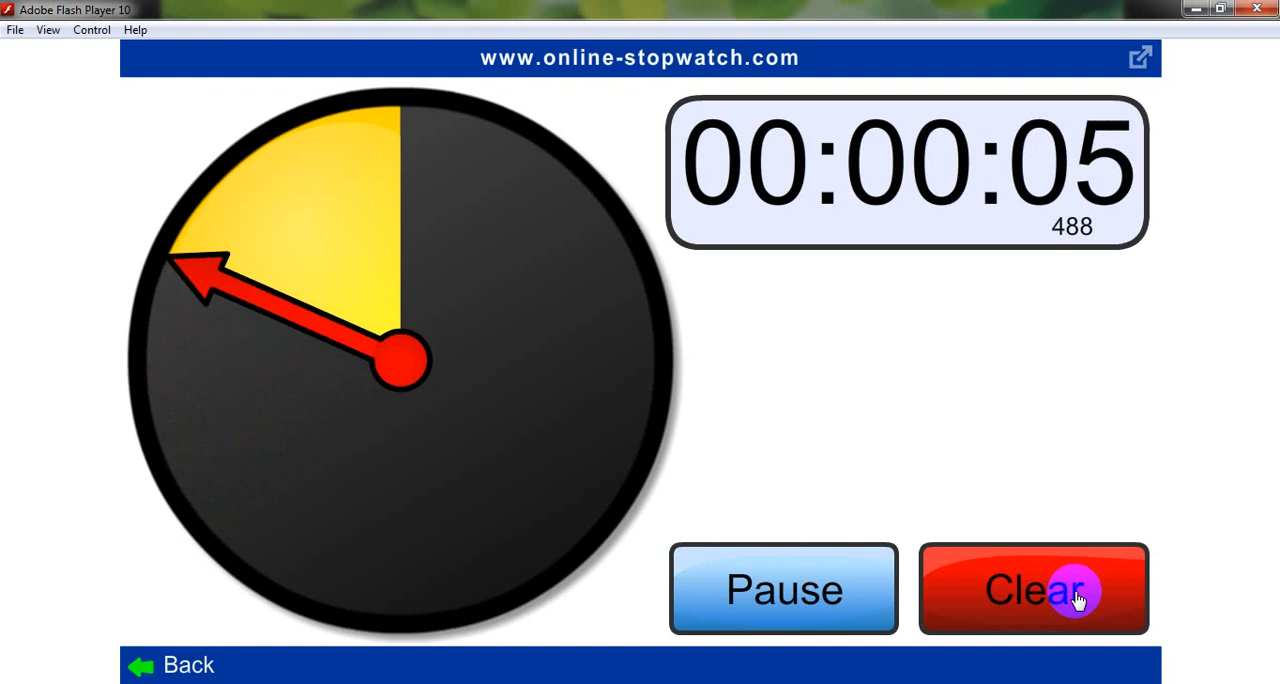 Adobe Flash Player 10
File View Control Help
www.online-stopwatch.com
00:00:05
488
Pause Clear
Back